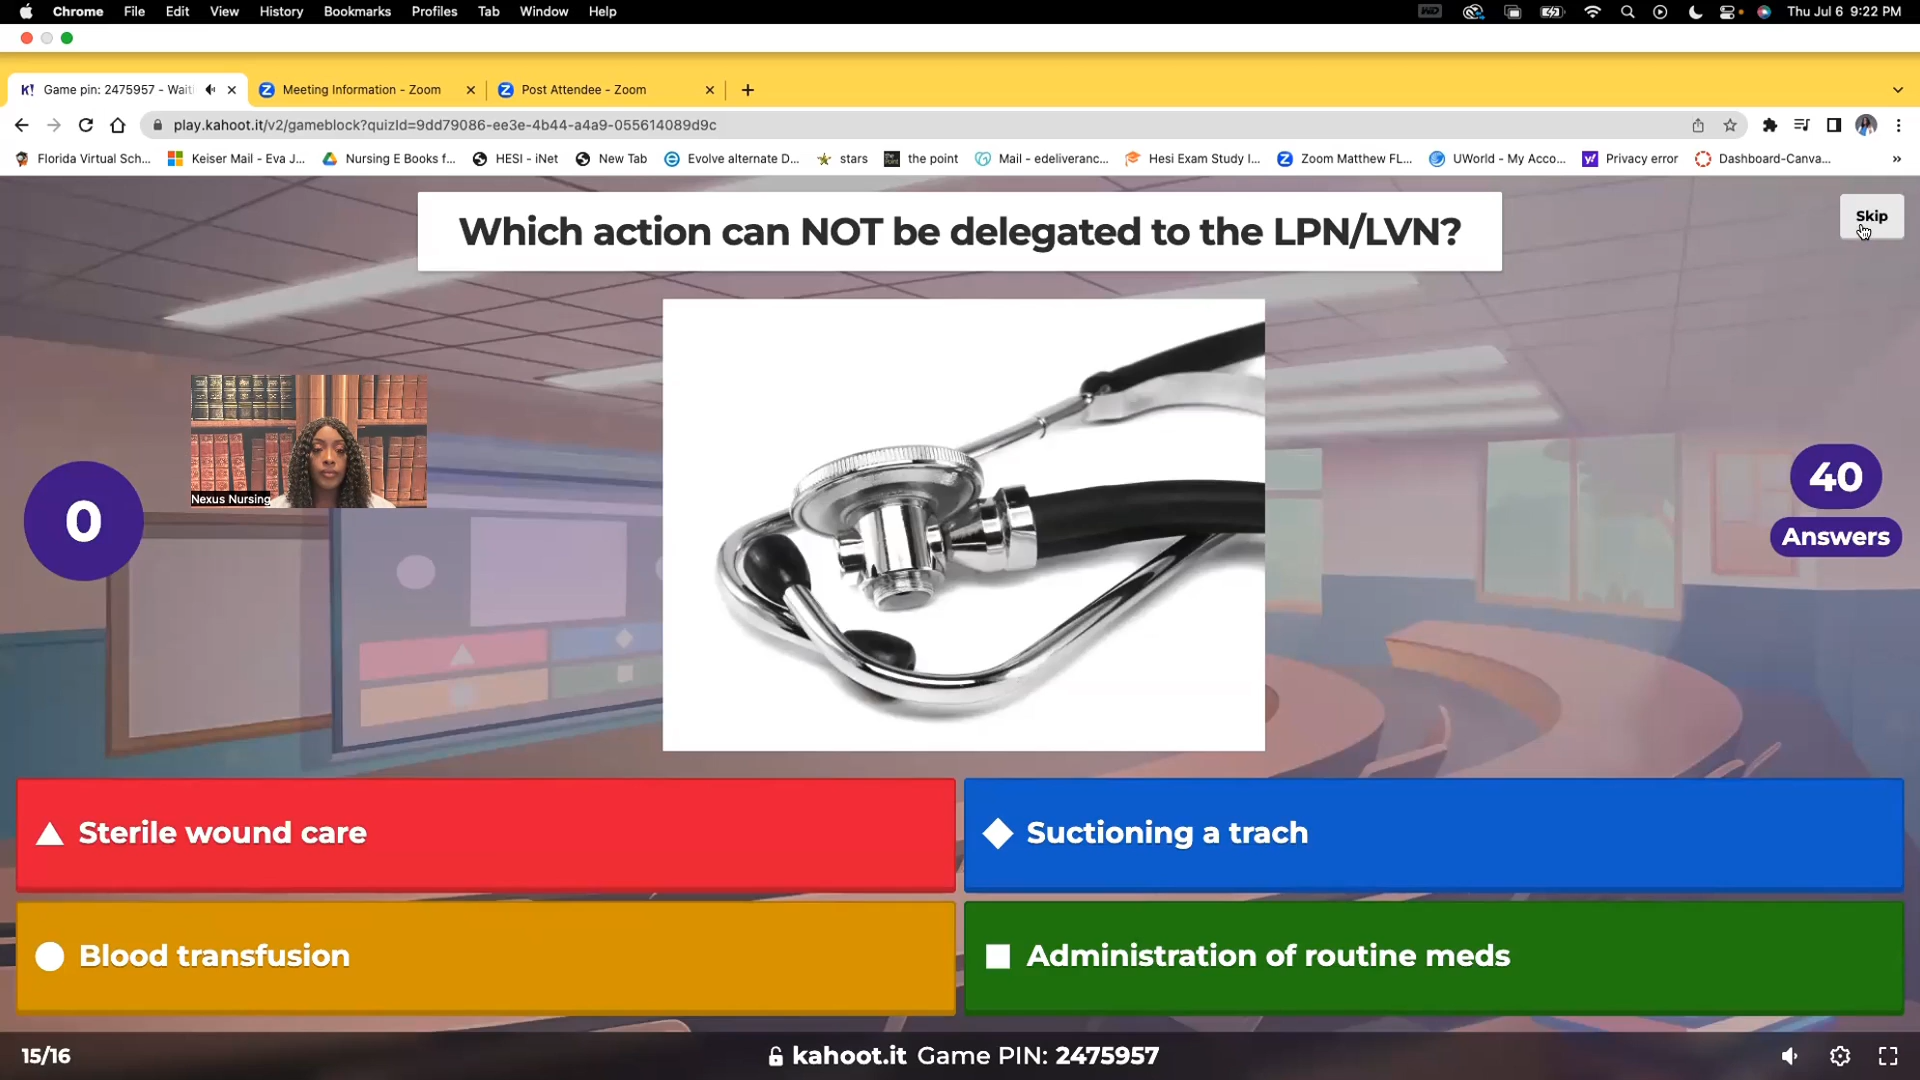 Chrome File Edit View History Bookmarks Profiles Tab Window Help
Thu Jul 6 9:22 PM
K! Game pin: 2475957 - Wait
Meeting Information - Zoom
Post Attendee - Zoom
play.kahoot.it/v2/gameblock?quizId=9dd79086-ee3e-4b44-a4a9-055614089d9c
Florida Virtual Sch... Keiser Mail - Eva J... Nursing E Books f... HESI - iNet New Tab Evolve alternate D... stars the point Mail - edeliveranc... Hesi Exam Study I... Zoom Matthew FL... UWorld - My Acco... Privacy error Dashboard-Canva... »
Which action can NOT be delegated to the LPN/LVN?
Skip
Nexus Nursing
0
40
Answers
Sterile wound care
Suctioning a trach
Blood transfusion
Administration of routine meds
15/16
kahoot.it Game PIN: 2475957